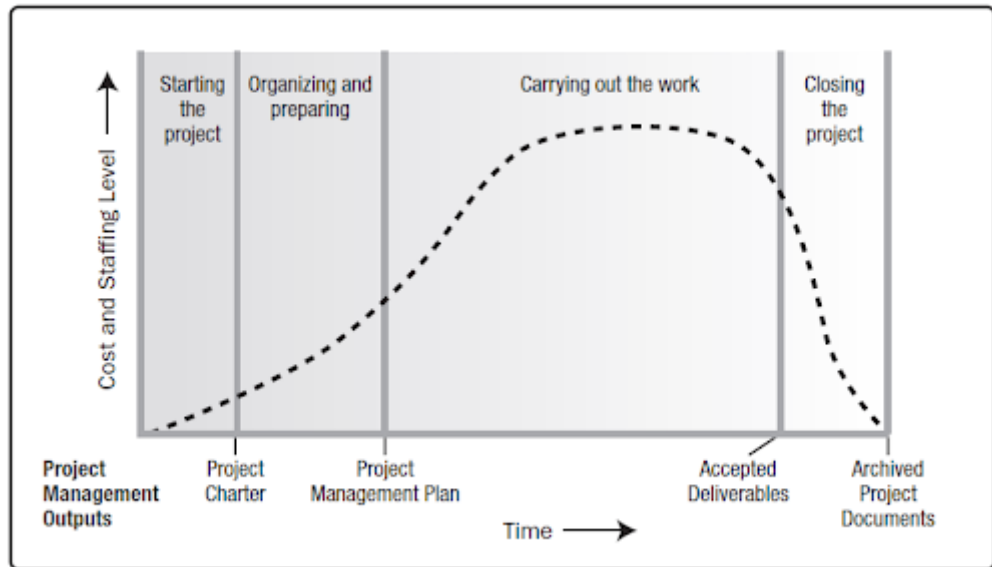 Starting
the
project
Organizing and
preparing
Carrying out the work
Closing
the
project
Cost and Staffing Level
Project
Management
Outputs
Project
Charter
Project
Management Plan
Accepted
Deliverables
Archived
Project
Documents
Time